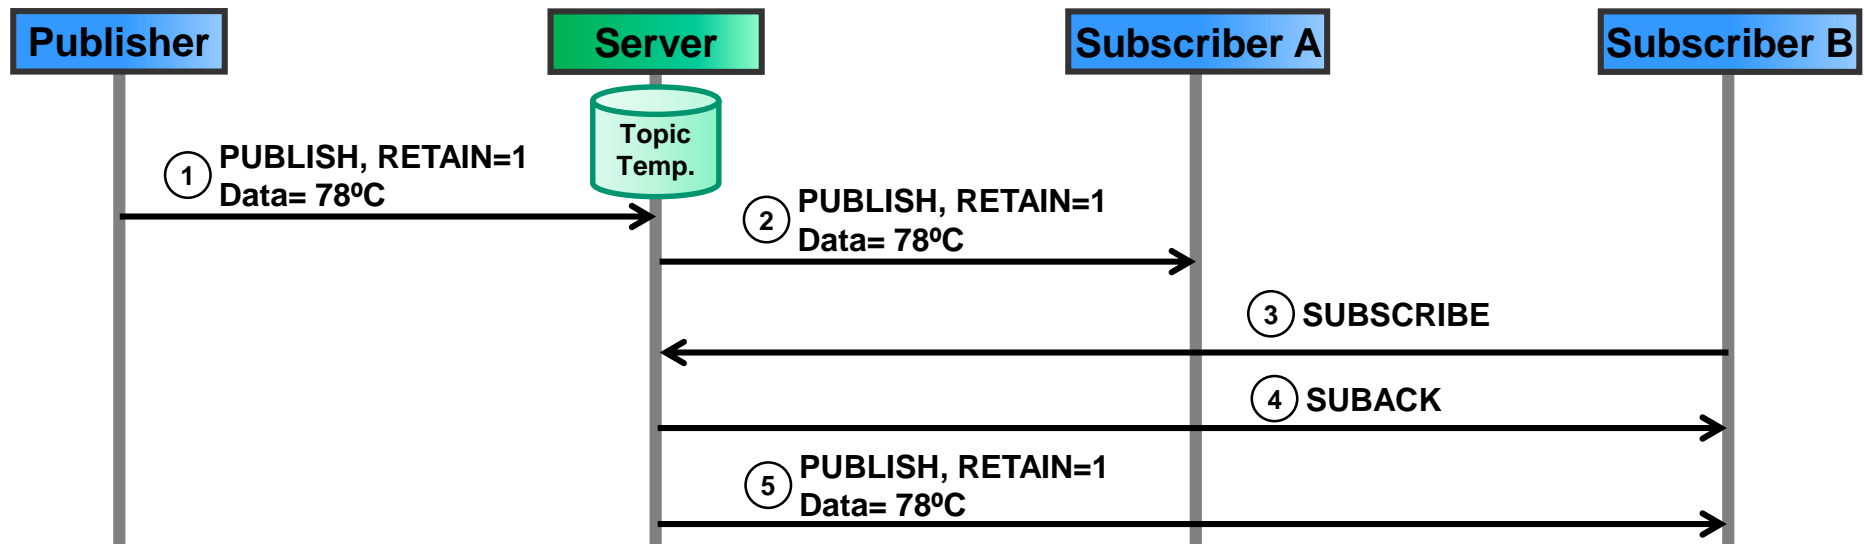 Publisher
Server
Subscriber A
Subscriber B
Topic
Temp.
1
PUBLISH, RETAIN=1
Data= 78ºC
2
PUBLISH, RETAIN=1
Data= 78ºC
3
SUBSCRIBE
4
SUBACK
5
PUBLISH, RETAIN=1
Data= 78ºC